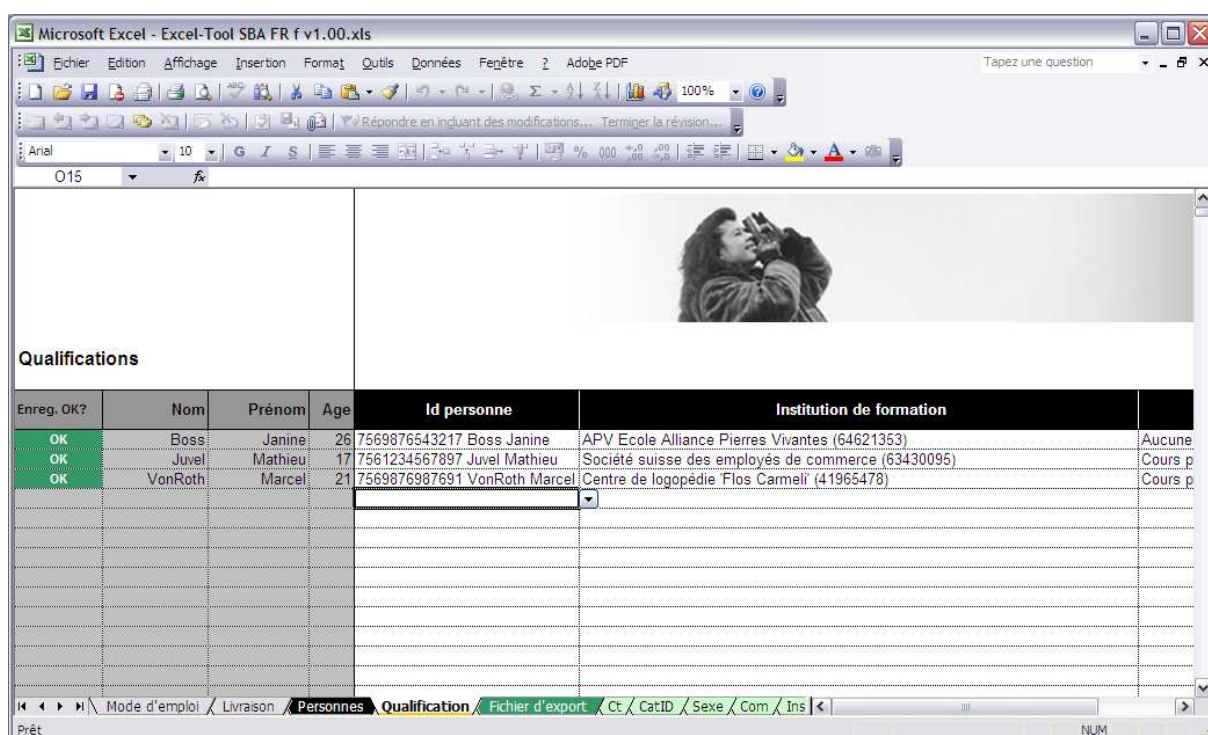 Microsoft Excel - Excel-Tool SBA FR f v1.00.xls
Fichier Edition Affichage Insertion Format Outils Données Fenêtre ? Adobe PDF Tapez une question
100%
Répondre en incluant des modifications... Terminer la révision...
Arial 10 G I S % 000
O15 fx
Qualifications
Enreg. OK? Nom Prénom Age Id personne Institution de formation
OK Boss Janine 26 7569876543217 Boss Janine APV Ecole Alliance Pierres Vivantes (64621353) Aucune
OK Juvel Mathieu 17 7561234567897 Juvel Mathieu Société suisse des employés de commerce (63430095) Cours p
OK VonRoth Marcel 21 7569876987691 VonRoth Marcel Centre de logopédie 'Flos Carmeli' (41965478) Cours p
Mode d'emploi Livraison Personnes Qualification Fichier d'export Ct CatID Sexe Com Ins
Prêt NUM